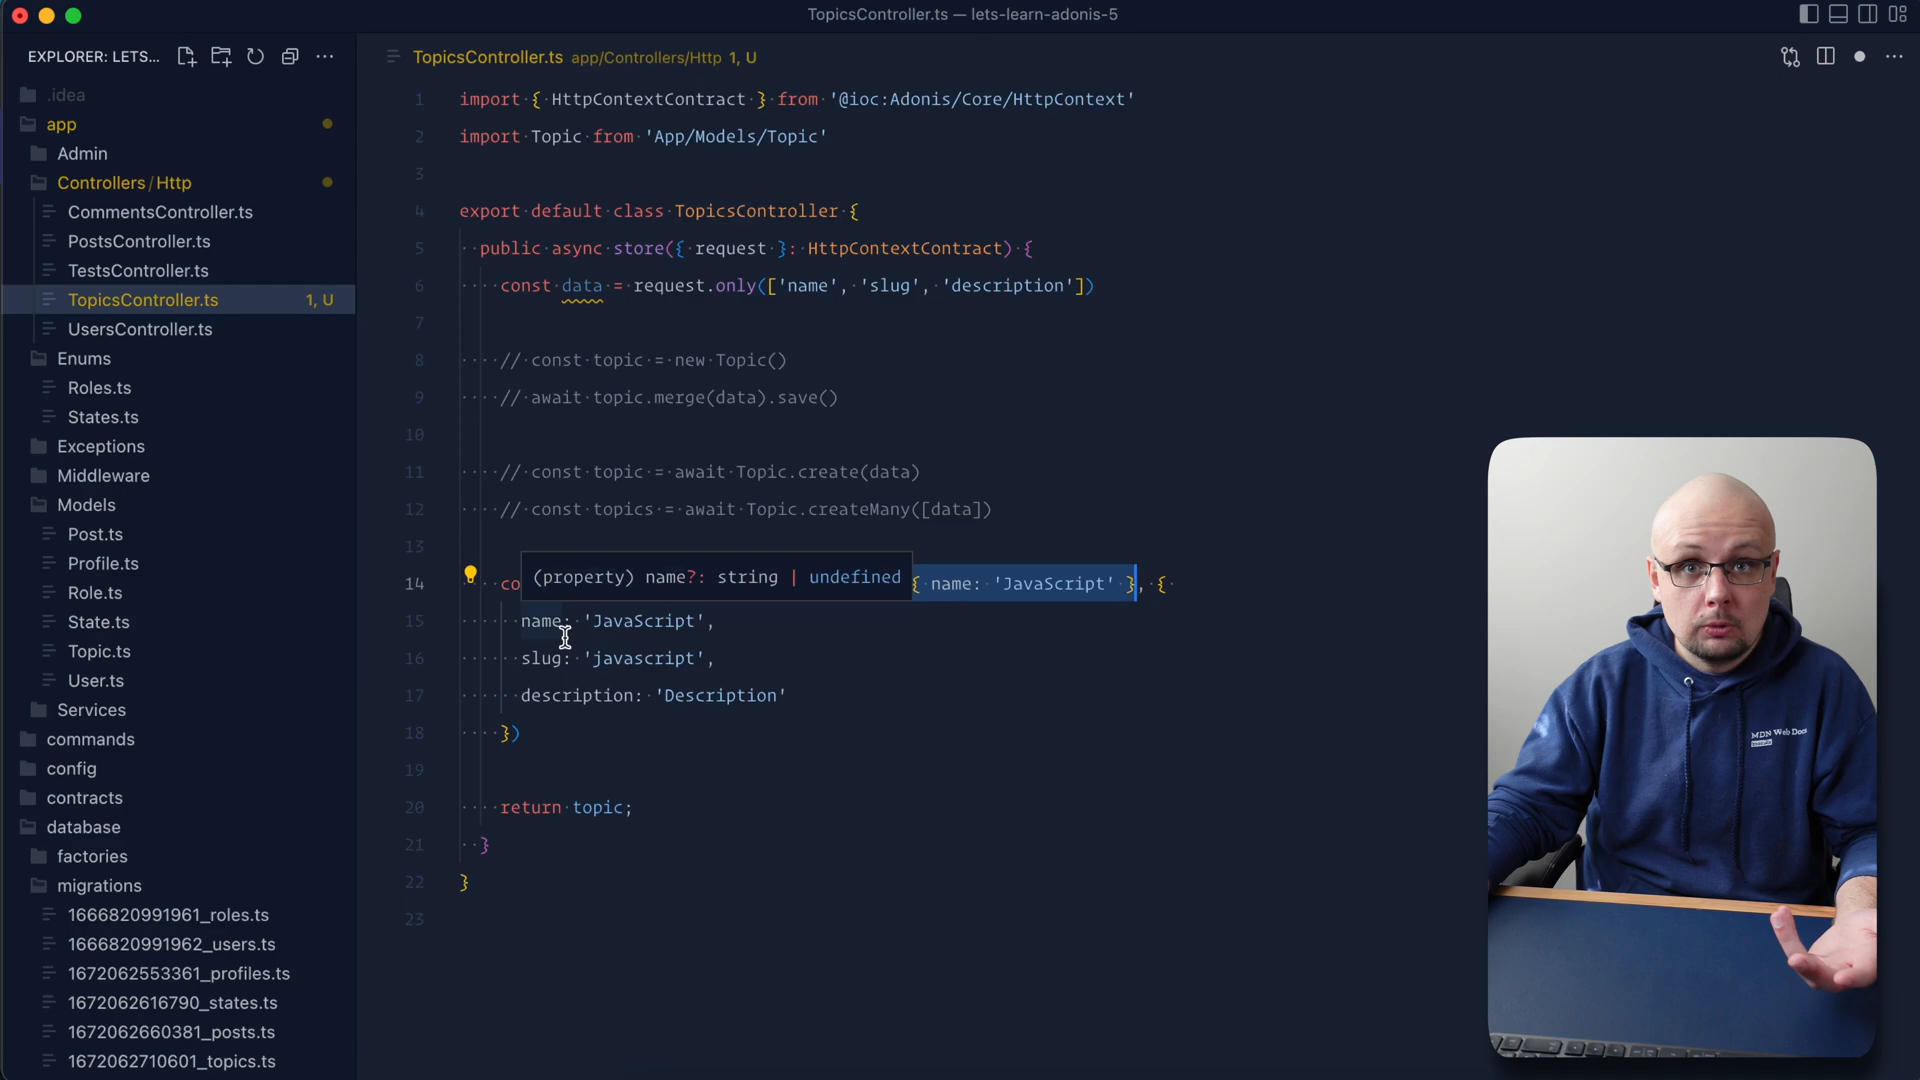 TopicsController.ts — lets-learn-adonis-5
EXPLORER: LETS...
.idea
app
Admin
Controllers / Http
CommentsController.ts
PostsController.ts
TestsController.ts
TopicsController.ts 1, U
UsersController.ts
Enums
Roles.ts
States.ts
Exceptions
Middleware
Models
Post.ts
Profile.ts
Role.ts
State.ts
Topic.ts
User.ts
Services
commands
config
contracts
database
factories
migrations
1666820991961_roles.ts
1666820991962_users.ts
1672062553361_profiles.ts
1672062616790_states.ts
1672062660381_posts.ts
1672062710601_topics.ts
TopicsController.ts app/Controllers/Http 1, U
1 import { HttpContextContract } from '@ioc:Adonis/Core/HttpContext'
2 import Topic from 'App/Models/Topic'
3
4 export default class TopicsController {
5 public async store({ request }: HttpContextContract) {
6 const data = request.only(['name', 'slug', 'description'])
7
8 // const topic = new Topic()
9 // await topic.merge(data).save()
10
11 // const topic = await Topic.create(data)
12 // const topics = await Topic.createMany([data])
13
(property) name?: string | undefined
14 co { name: 'JavaScript' }, {
15 name: 'JavaScript',
16 slug: 'javascript',
17 description: 'Description'
18 })
19
20 return topic;
21 }
22 }
23
MDN Web Docs